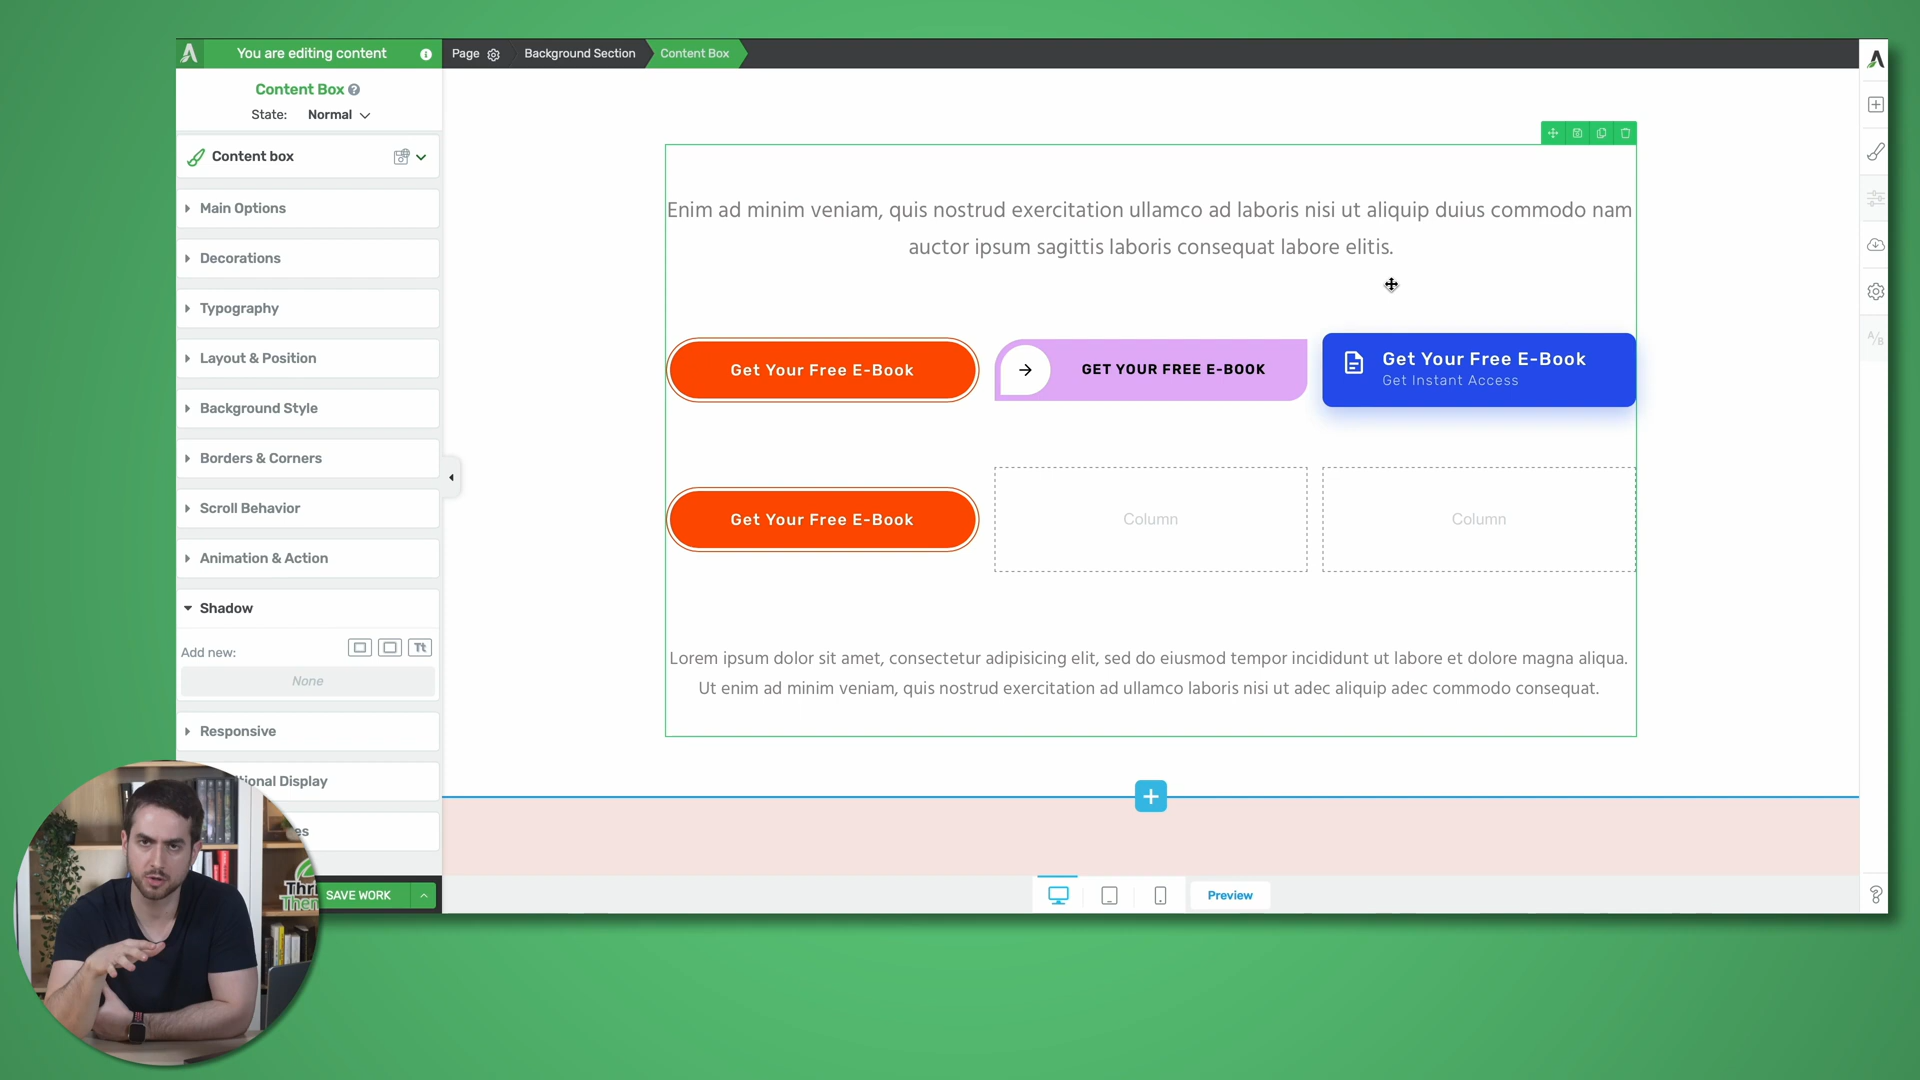 You are editing content
Page
Background Section
Content Box
Content Box
State: Normal
Content box
Main Options
Decorations
Typography
Layout & Position
Background Style
Borders & Corners
Scroll Behavior
Animation & Action
Shadow
Add new:
Tt
None
Responsive
tional Display
es
SAVE WORK
Enim ad minim veniam, quis nostrud exercitation ullamco ad laboris nisi ut aliquip duius commodo nam
auctor ipsum sagittis laboris consequat labore elitis.
Get Your Free E-Book
GET YOUR FREE E-BOOK
Get Your Free E-Book
Get Instant Access
Get Your Free E-Book
Column
Column
Lorem ipsum dolor sit amet, consectetur adipisicing elit, sed do eiusmod tempor incididunt ut labore et dolore magna aliqua.
Ut enim ad minim veniam, quis nostrud exercitation ad ullamco laboris nisi ut adec aliquip adec commodo consequat.
Preview
A/B
Thri
Them